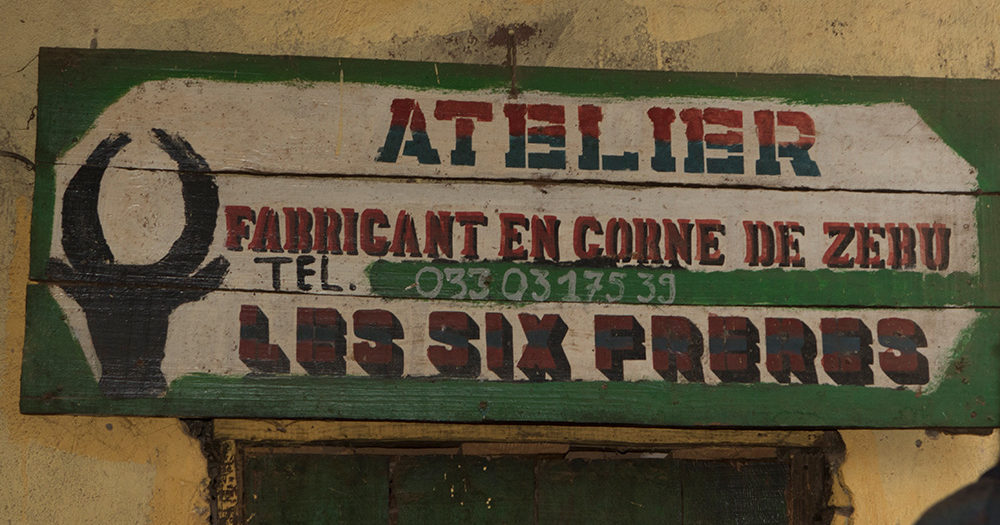 ATELIER
FABRICANT EN CORNE DE ZEBU
TEL. 033 03 175 39
LES SIX FRERES